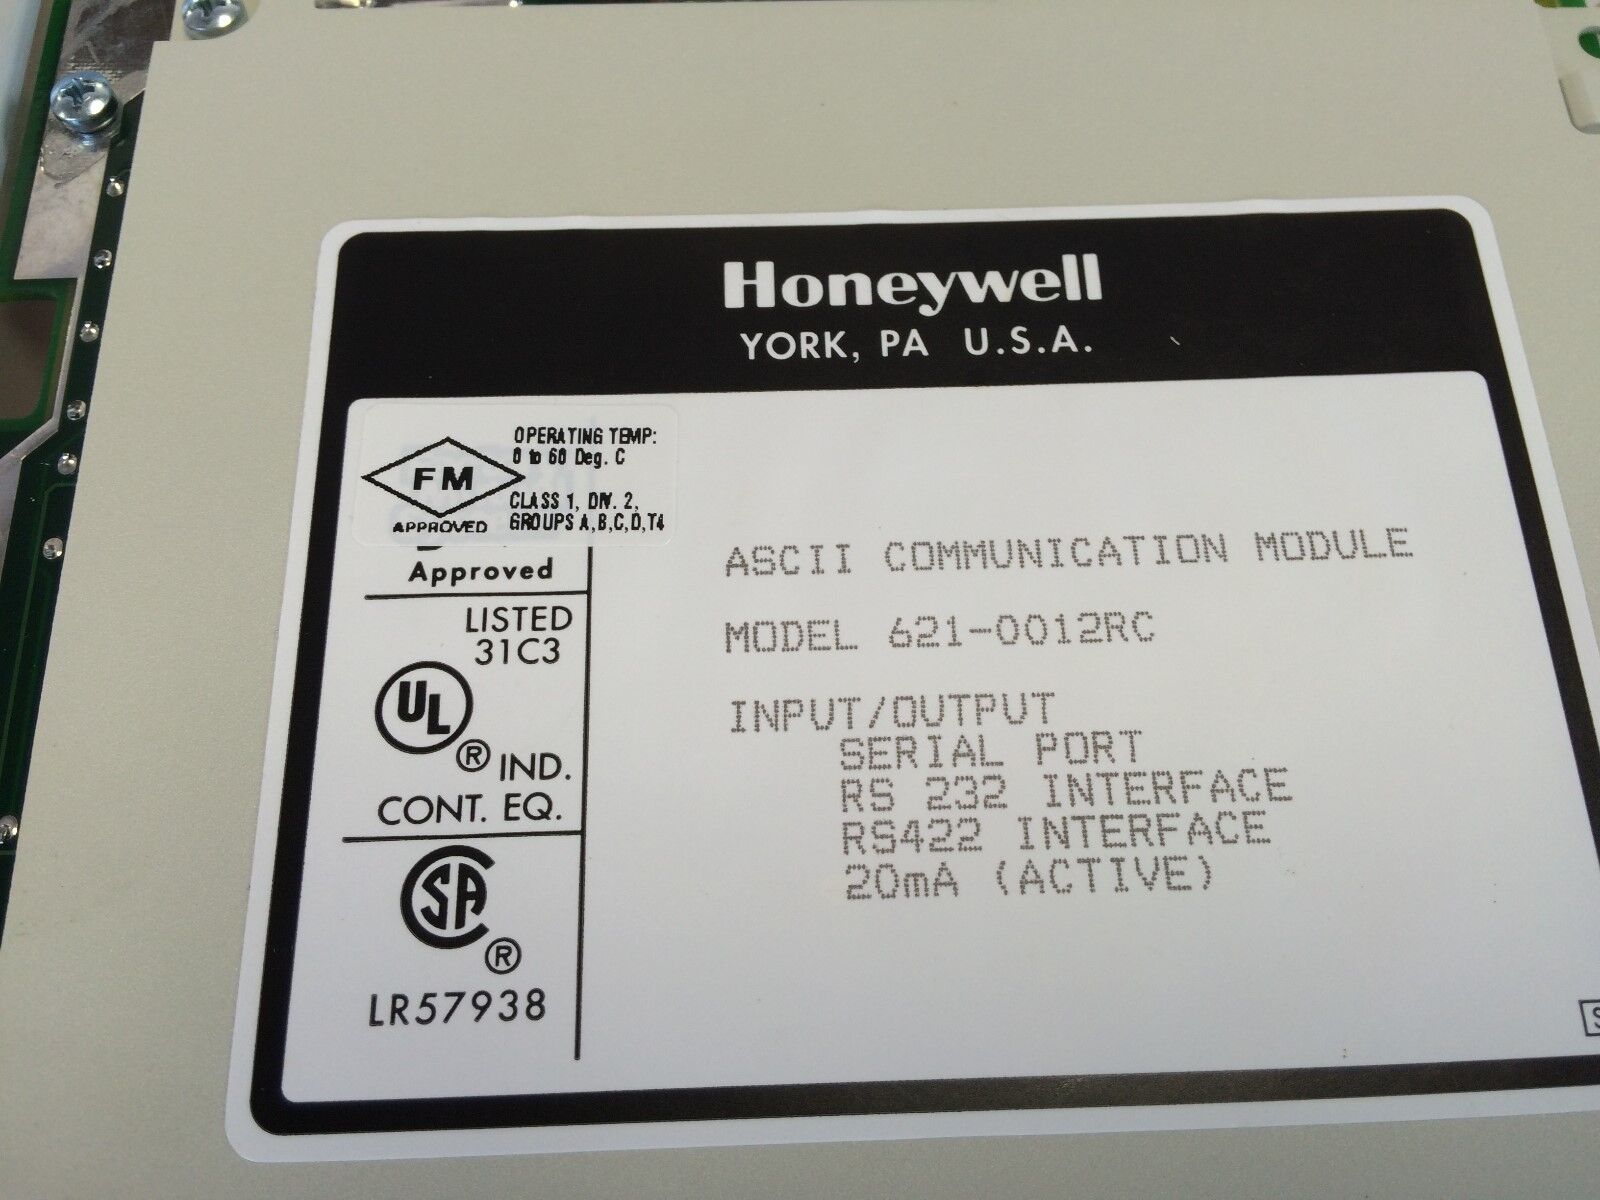 Honeywell
YORK, PA U.S.A.
FM
APPROVED
OPERATING TEMP:
0 to 60 Deg. C
CLASS 1, DIV. 2,
GROUPS A,B,C,D,T4
Approved
LISTED
31C3
UL
® IND.
CONT. EQ.
SA
®
LR57938
ASCII COMMUNICATION MODULE
MODEL 621-0012RC
INPUT/OUTPUT
SERIAL PORT
RS 232 INTERFACE
RS422 INTERFACE
20mA (ACTIVE)